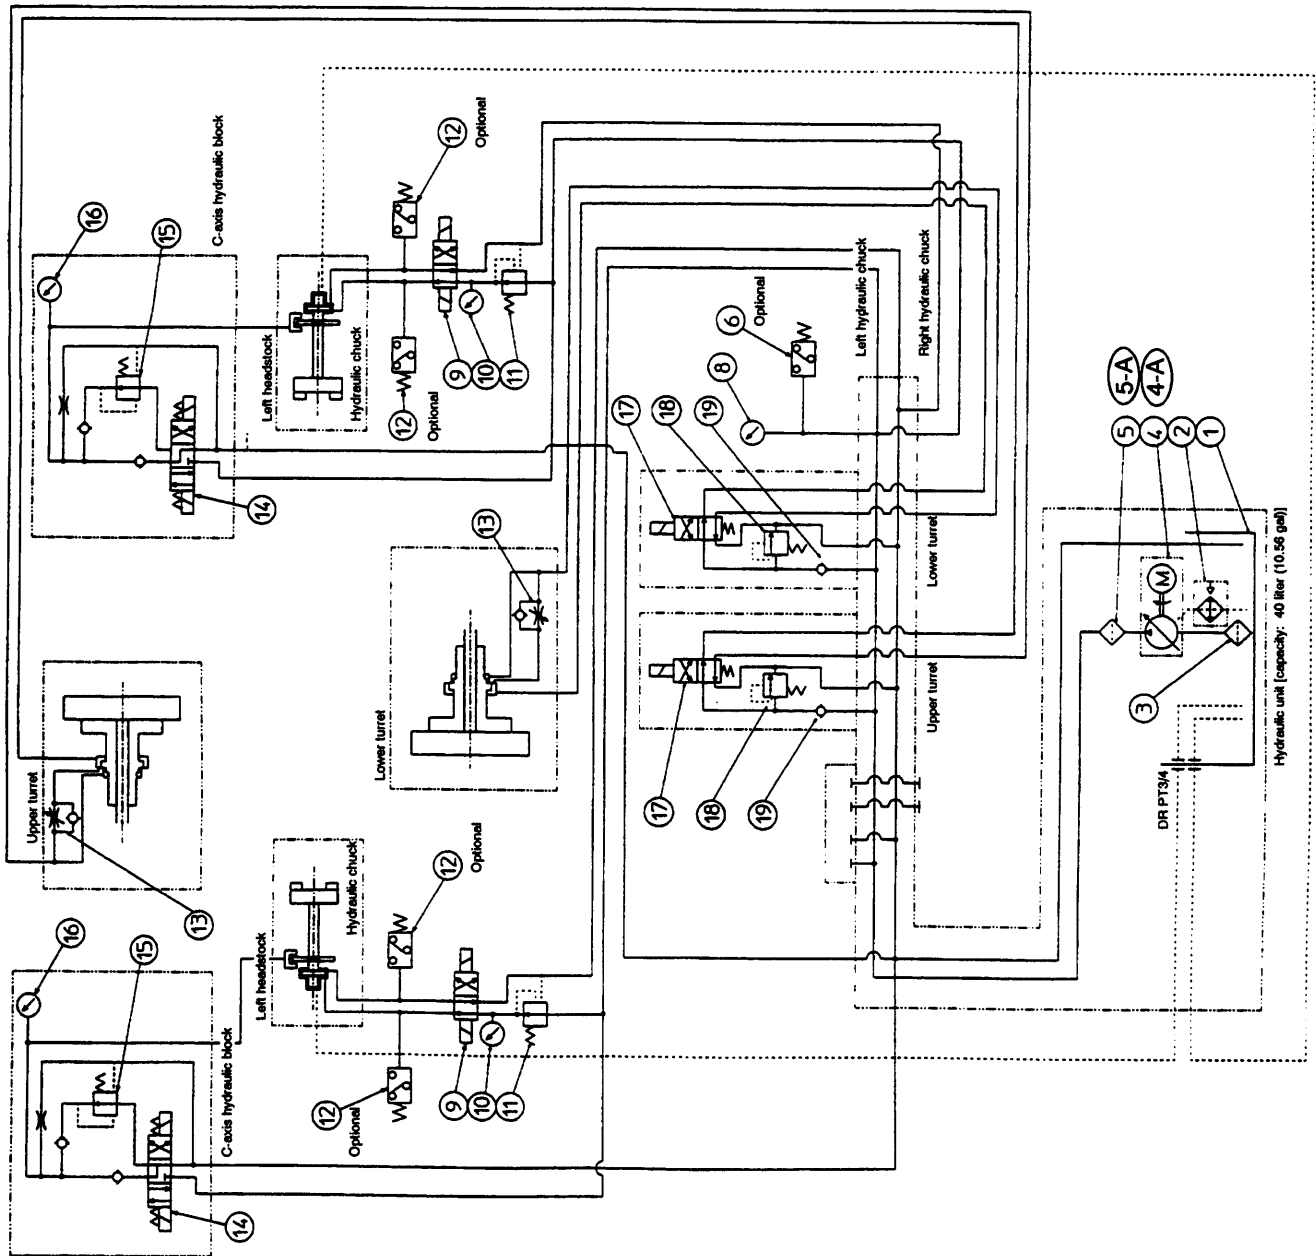 C-axis hydraulic block
16
15
14
Left headstock
Hydraulic chuck
12
Optional
12
Optional
9
10
11
Upper turret
13
Lower turret
13
C-axis hydraulic block
16
15
14
Left headstock
Hydraulic chuck
12
Optional
12
Optional
9
10
11
Left hydraulic chuck
Right hydraulic chuck
6
Optional
8
17
18
19
Lower turret
17
18
19
Upper turret
5-A
4-A
5
4
2
1
M
3
DR PT3/4
Hydraulic unit [capacity: 40 liter (10.56 gal)]